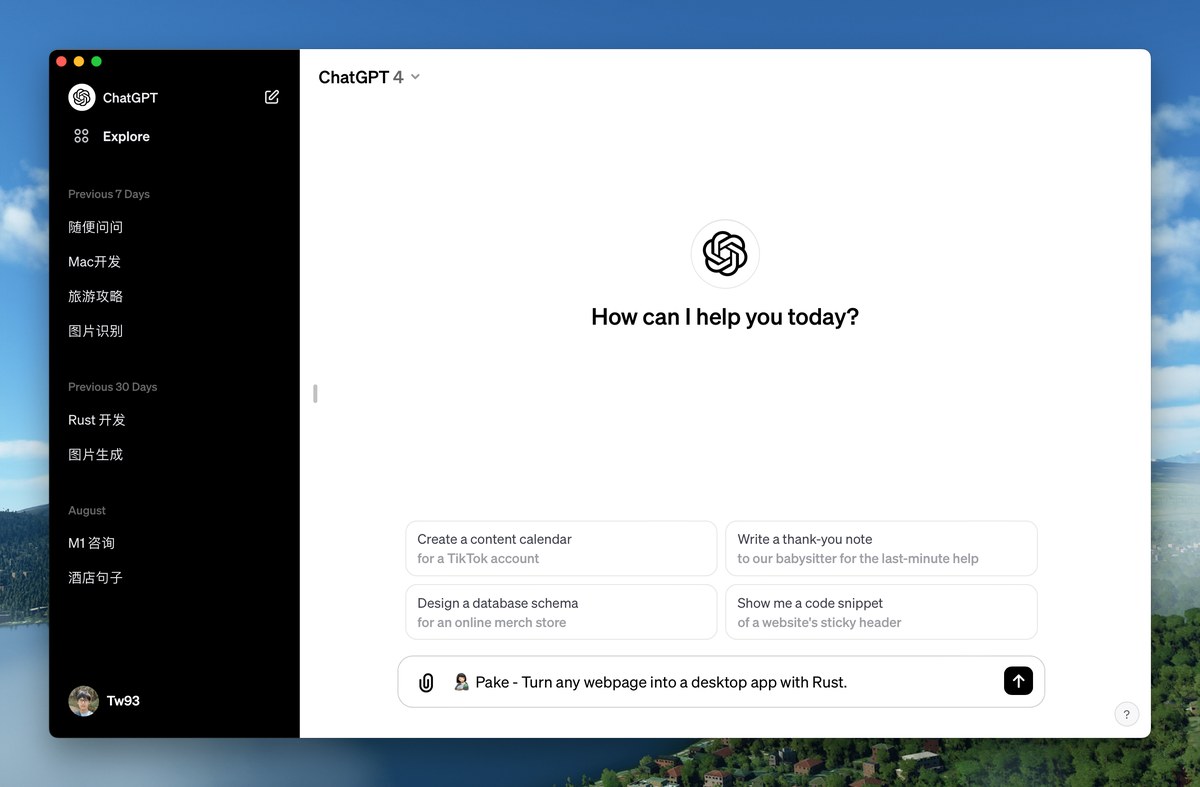 ChatGPT
Explore
Previous 7 Days
随便问问
Mac开发
旅游攻略
图片识别
Previous 30 Days
Rust 开发
图片生成
August
M1 咨询
酒店句子
Tw93
ChatGPT 4
How can I help you today?
Create a content calendar
for a TikTok account
Write a thank-you note
to our babysitter for the last-minute help
Design a database schema
for an online merch store
Show me a code snippet
of a website's sticky header
👩🏻‍💻 Pake - Turn any webpage into a desktop app with Rust.
?